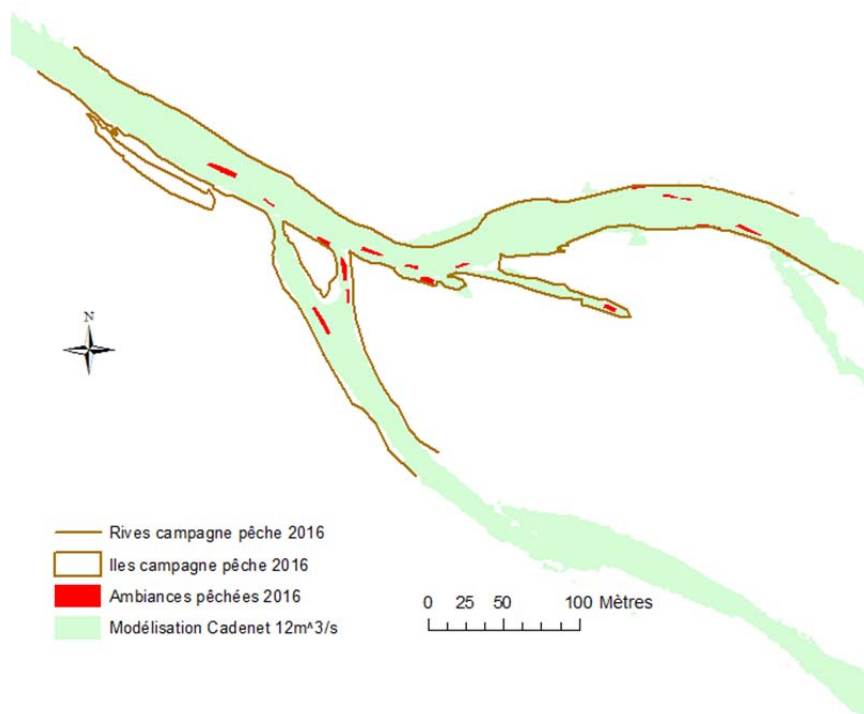 N
Rives campagne pêche 2016
Iles campagne pêche 2016
Ambiances pêchées 2016
Modélisation Cadenet 12m^3/s
0 25 50 100 Mètres